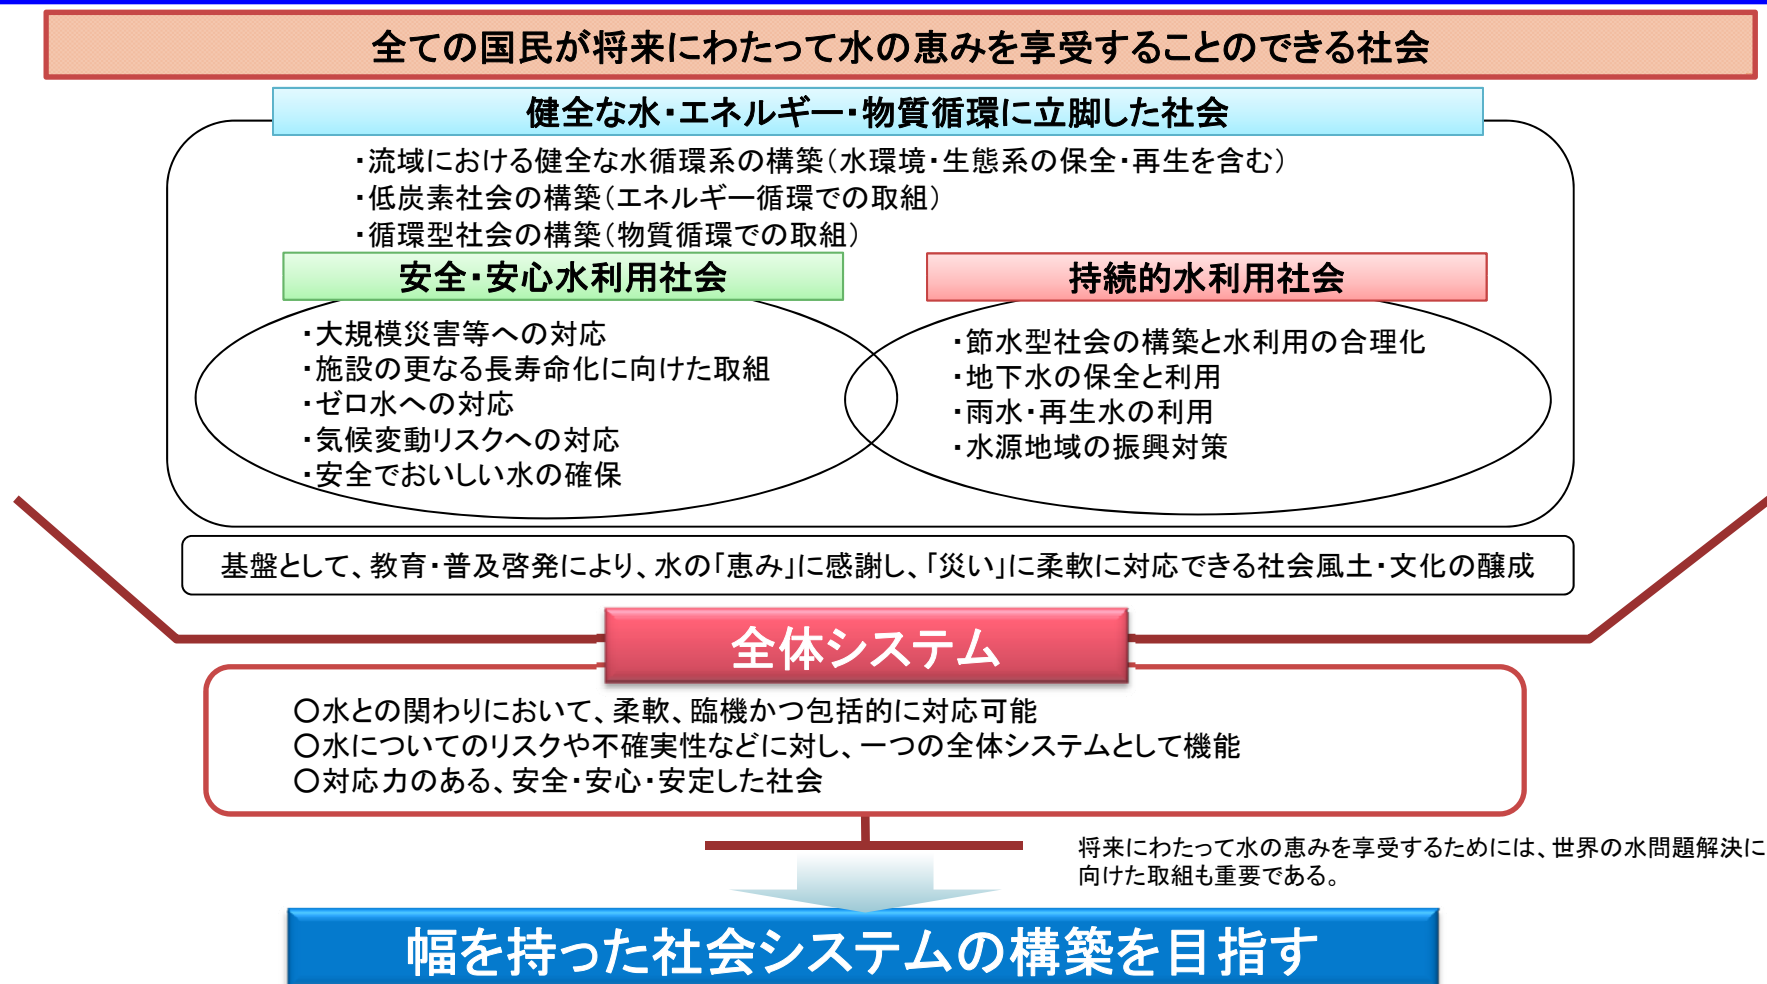 全ての国民が将来にわたって水の恵みを享受することのできる社会
健全な水・エネルギー・物質循環に立脚した社会
・流域における健全な水循環系の構築（水環境・生態系の保全・再生を含む）
・低炭素社会の構築（エネルギー循環での取組）
・循環型社会の構築（物質循環での取組）
安全・安心水利用社会
・大規模災害等への対応
・施設の更なる長寿命化に向けた取組
・ゼロ水への対応
・気候変動リスクへの対応
・安全でおいしい水の確保
持続的水利用社会
・節水型社会の構築と水利用の合理化
・地下水の保全と利用
・雨水・再生水の利用
・水源地域の振興対策
基盤として、教育・普及啓発により、水の「恵み」に感謝し、「災い」に柔軟に対応できる社会風土・文化の醸成
全体システム
○水との関わりにおいて、柔軟、臨機かつ包括的に対応可能
○水についてのリスクや不確実性などに対し、一つの全体システムとして機能
○対応力のある、安全・安心・安定した社会
将来にわたって水の恵みを享受するためには、世界の水問題解決に
向けた取組も重要である。
幅を持った社会システムの構築を目指す